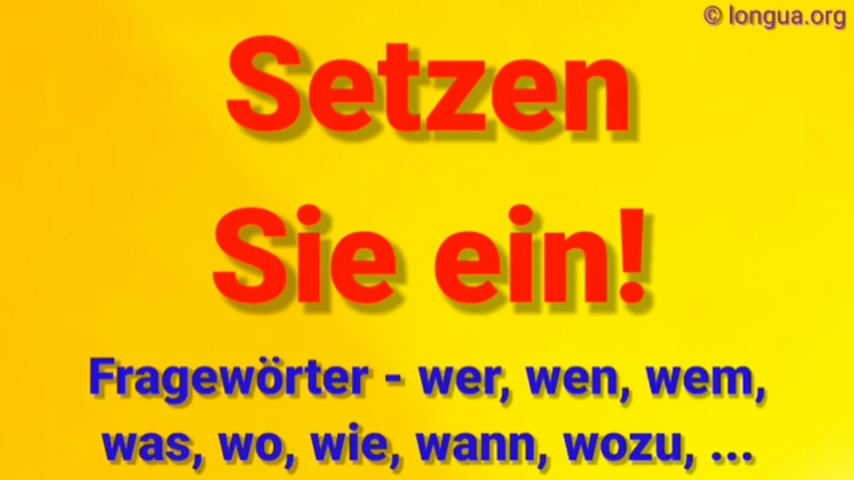 © longua.org
Setzen
Sie ein!
Fragewörter - wer, wen, wem,
was, wo, wie, wann, wozu, ...